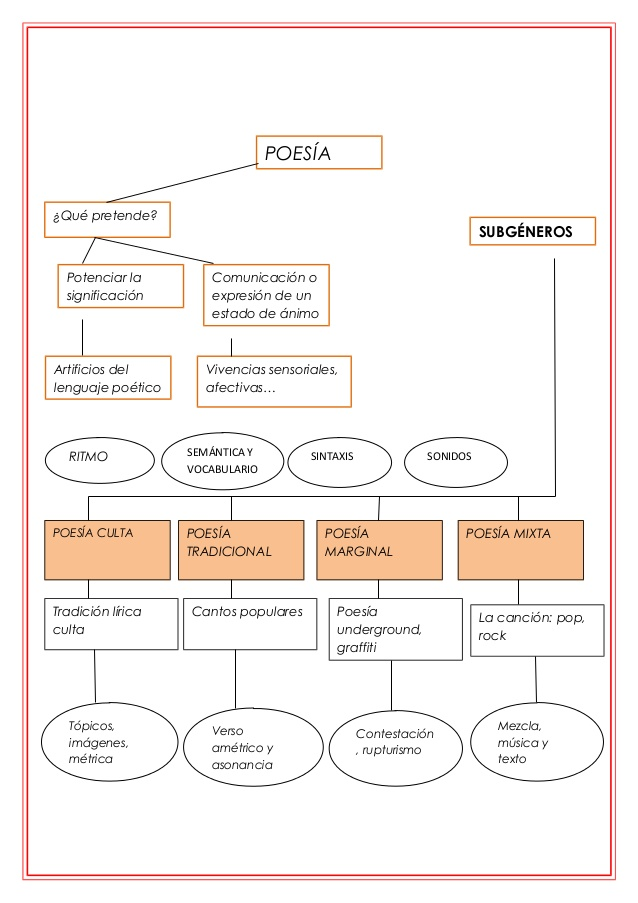 POESÍA
¿Qué pretende?
SUBGÉNEROS
Potenciar la
significación
Comunicación o
expresión de un
estado de ánimo
Artificios del
lenguaje poético
Vivencias sensoriales,
afectivas…
RITMO
SEMÁNTICA Y
VOCABULARIO
SINTAXIS
SONIDOS
POESÍA CULTA
POESÍA
TRADICIONAL
POESÍA
MARGINAL
POESÍA MIXTA
Tradición lírica
culta
Cantos populares
Poesía
underground,
graffiti
La canción: pop,
rock
Tópicos,
imágenes,
métrica
Verso
amétrico y
asonancia
Contestación
, rupturismo
Mezcla,
música y
texto